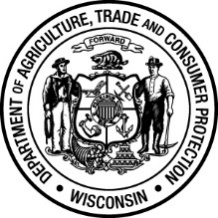 DEPARTMENT OF AGRICULTURE, TRADE AND CONSUMER PROTECTION
FORWARD
• WISCONSIN •